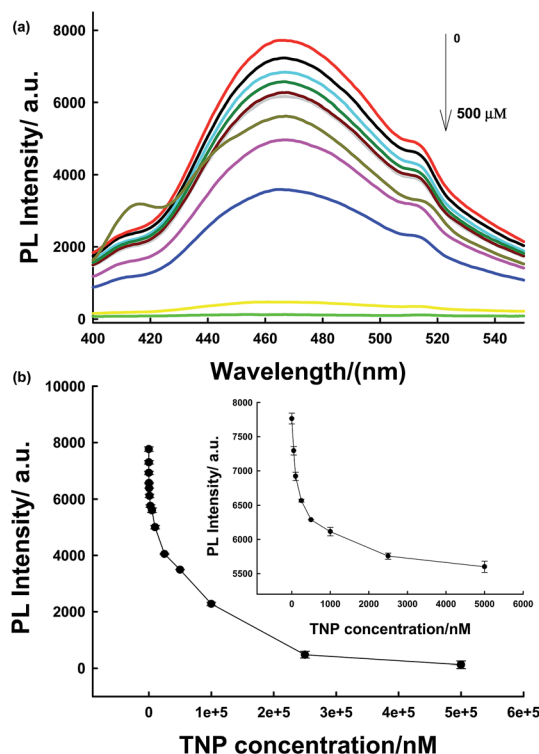 (a)
8000
6000
4000
2000
0
PL Intensity/ a.u.
0
500 µM
400 420 440 460 480 500 520 540
Wavelength/(nm)
(b)
10000
8000
6000
4000
2000
0
PL Intensity/ a.u.
0 1e+5 2e+5 3e+5 4e+5 5e+5 6e+5
TNP concentration/nM
8000
7500
7000
6500
6000
5500
PL Intensity/ a.u.
0 1000 2000 3000 4000 5000 6000
TNP concentration/nM